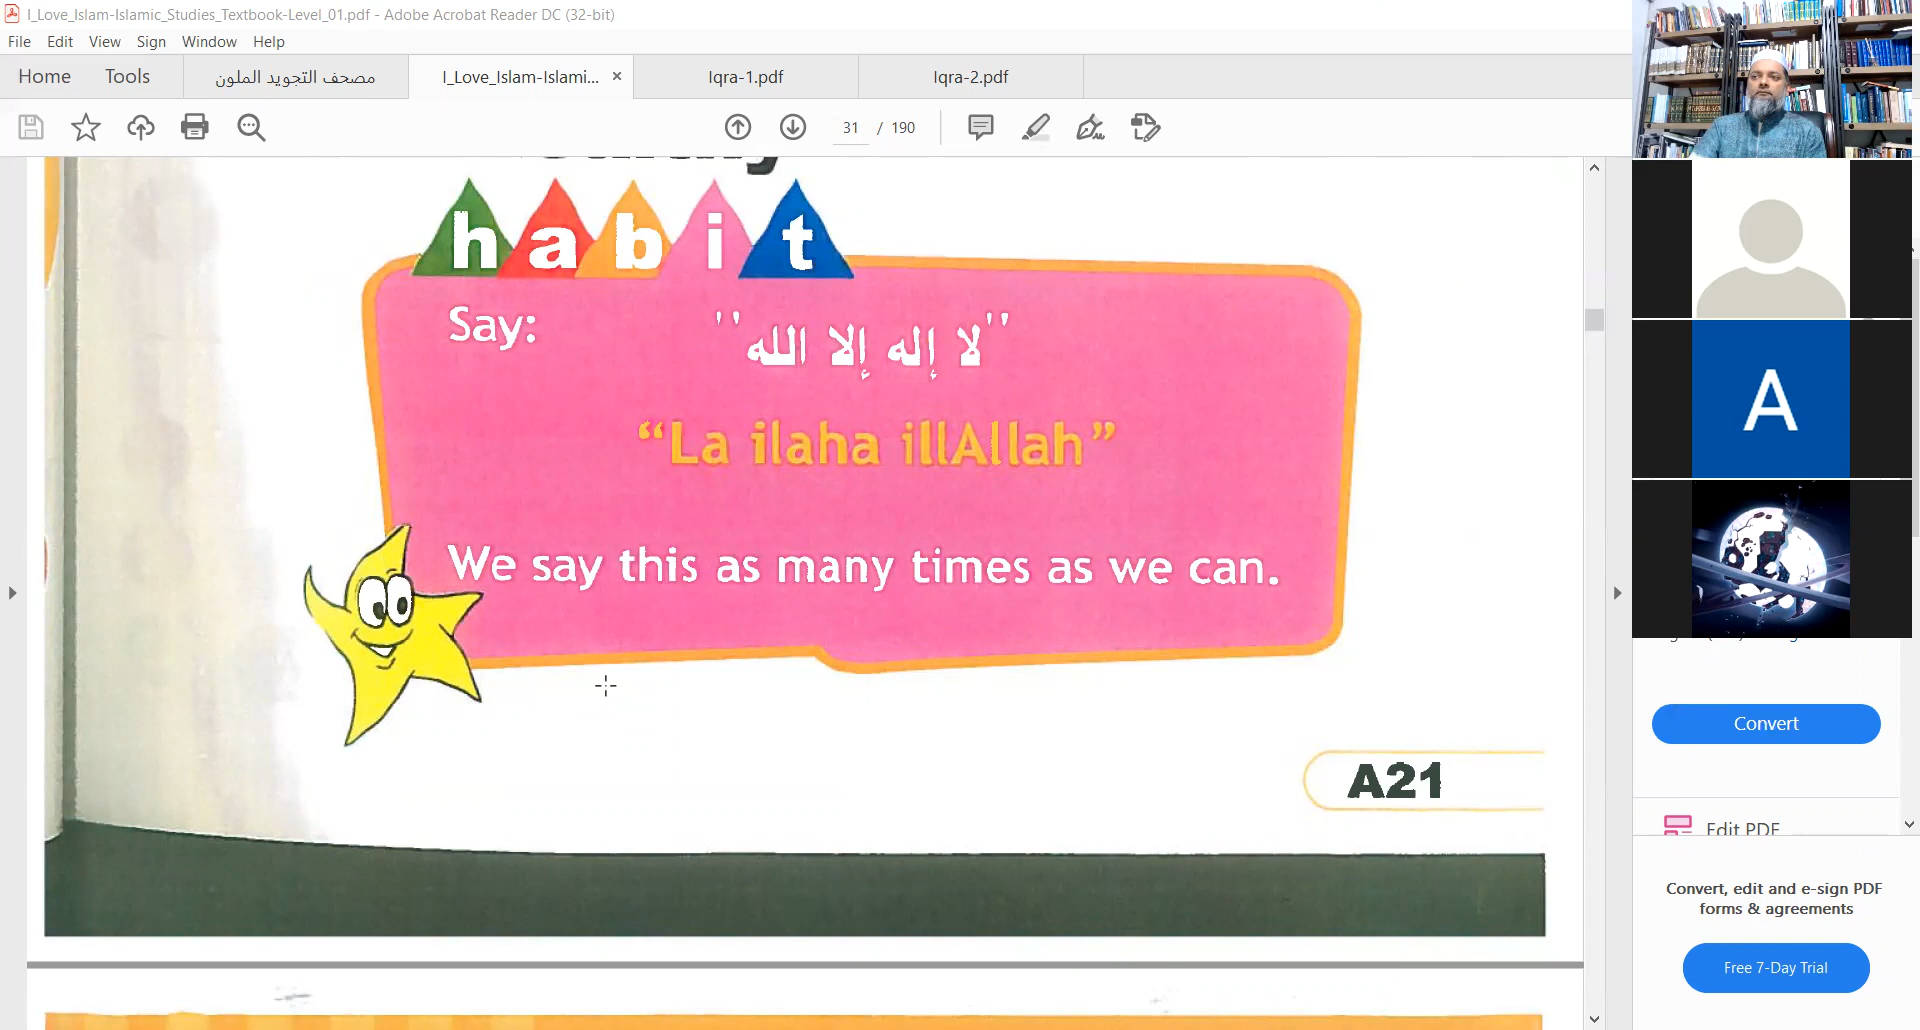 I_Love_Islam-Islamic_Studies_Textbook-Level_01.pdf - Adobe Acrobat Reader DC (32-bit)
File Edit View Sign Window Help
Home Tools مصحف التجويد الملون I_Love_Islam-Islami... × Iqra-1.pdf Iqra-2.pdf
31 / 190
habit
Say: "لا إله إلا الله"
“La ilaha illAllah”
We say this as many times as we can.
A21
A
Convert
Edit PDF
Convert, edit and e-sign PDF
forms & agreements
Free 7-Day Trial